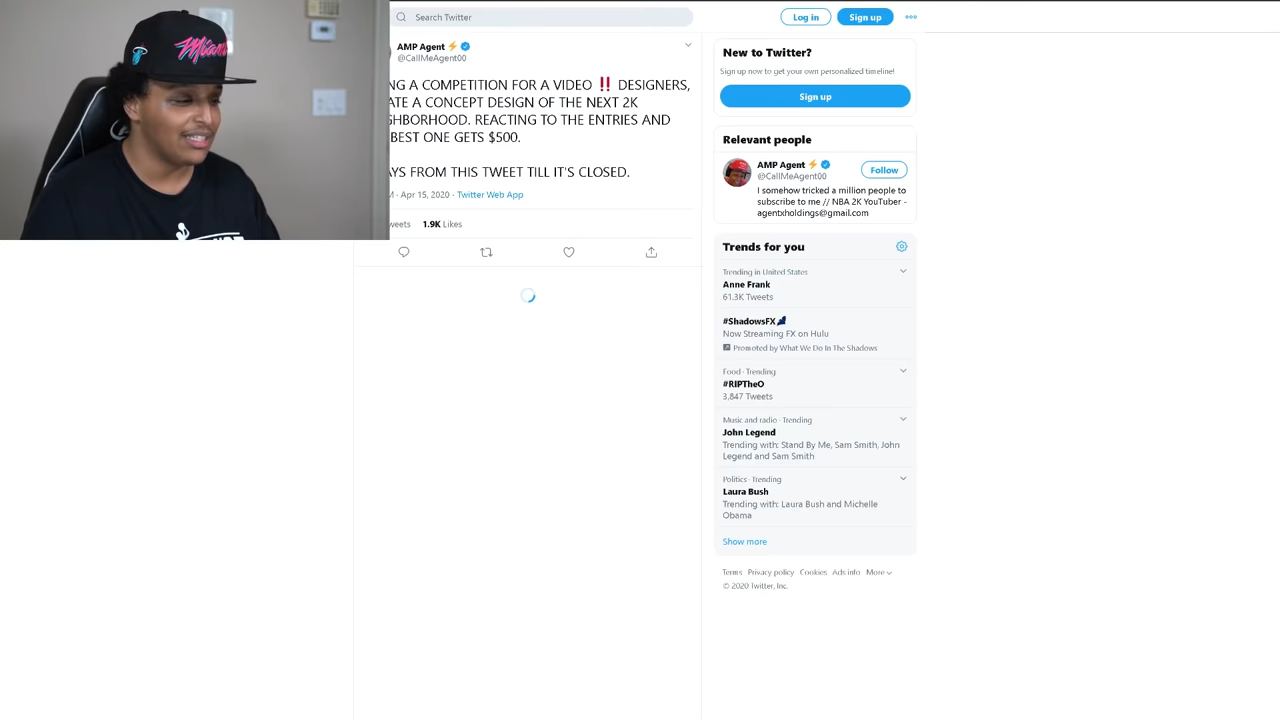 Miami
Search Twitter
Log in
Sign up
AMP Agent ⚡
@CallMeAgent00
NG A COMPETITION FOR A VIDEO ‼️ DESIGNERS,
ATE A CONCEPT DESIGN OF THE NEXT 2K
GHBORHOOD. REACTING TO THE ENTRIES AND
BEST ONE GETS $500.
AYS FROM THIS TWEET TILL IT'S CLOSED.
M · Apr 15, 2020 · Twitter Web App
weets 1.9K Likes
New to Twitter?
Sign up now to get your own personalized timeline!
Sign up
Relevant people
AMP Agent ⚡
@CallMeAgent00
Follow
I somehow tricked a million people to
subscribe to me // NBA 2K YouTuber -
agentxholdings@gmail.com
Trends for you
Trending in United States
Anne Frank
61.3K Tweets
#ShadowsFX
Now Streaming FX on Hulu
Promoted by What We Do In The Shadows
Food · Trending
#RIPTheO
3,847 Tweets
Music and radio · Trending
John Legend
Trending with: Stand By Me, Sam Smith, John
Legend and Sam Smith
Politics · Trending
Laura Bush
Trending with: Laura Bush and Michelle
Obama
Show more
Terms Privacy policy Cookies Ads info More
© 2020 Twitter, Inc.